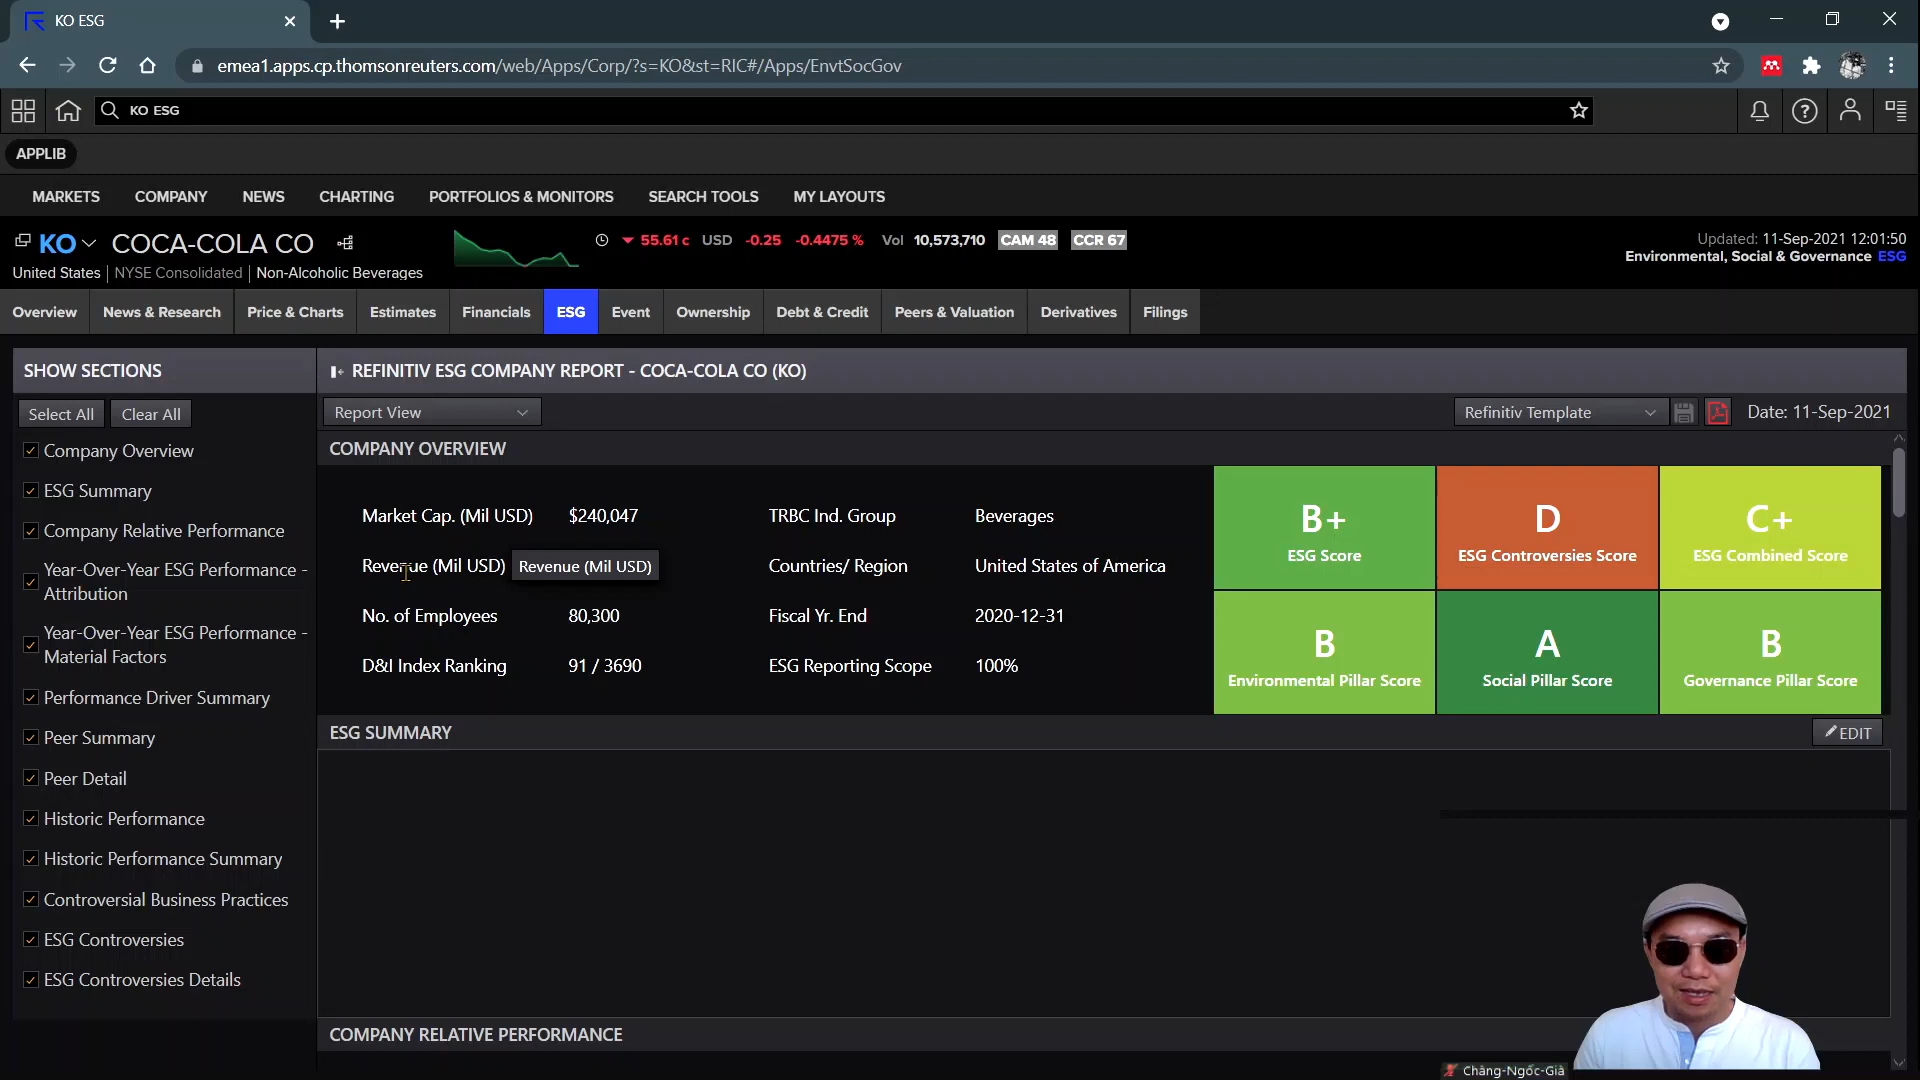 KO ESG
emea1.apps.cp.thomsonreuters.com/web/Apps/Corp/?s=KO&st=RIC#/Apps/EnvtSocGov
KO ESG
APPLIB
MARKETS COMPANY NEWS CHARTING PORTFOLIOS & MONITORS SEARCH TOOLS MY LAYOUTS
KO COCA-COLA CO 55.61 c USD -0.25 -0.4475 % Vol 10,573,710 CAM 48 CCR 67 Updated: 11-Sep-2021 12:01:50
United States NYSE Consolidated Non-Alcoholic Beverages Environmental, Social & Governance ESG
Overview News & Research Price & Charts Estimates Financials ESG Event Ownership Debt & Credit Peers & Valuation Derivatives Filings
SHOW SECTIONS
Select All Clear All
Company Overview
ESG Summary
Company Relative Performance
Year-Over-Year ESG Performance -
Attribution
Year-Over-Year ESG Performance -
Material Factors
Performance Driver Summary
Peer Summary
Peer Detail
Historic Performance
Historic Performance Summary
Controversial Business Practices
ESG Controversies
ESG Controversies Details
REFINITIV ESG COMPANY REPORT - COCA-COLA CO (KO)
Report View Refinitiv Template Date: 11-Sep-2021
COMPANY OVERVIEW
Market Cap. (Mil USD) $240,047 TRBC Ind. Group Beverages
Revenue (Mil USD) Revenue (Mil USD) Countries/ Region United States of America
No. of Employees 80,300 Fiscal Yr. End 2020-12-31
D&I Index Ranking 91 / 3690 ESG Reporting Scope 100%
B+ D C+
ESG Score ESG Controversies Score ESG Combined Score
B A B
Environmental Pillar Score Social Pillar Score Governance Pillar Score
ESG SUMMARY EDIT
COMPANY RELATIVE PERFORMANCE
Chàng-Ngốc-Già